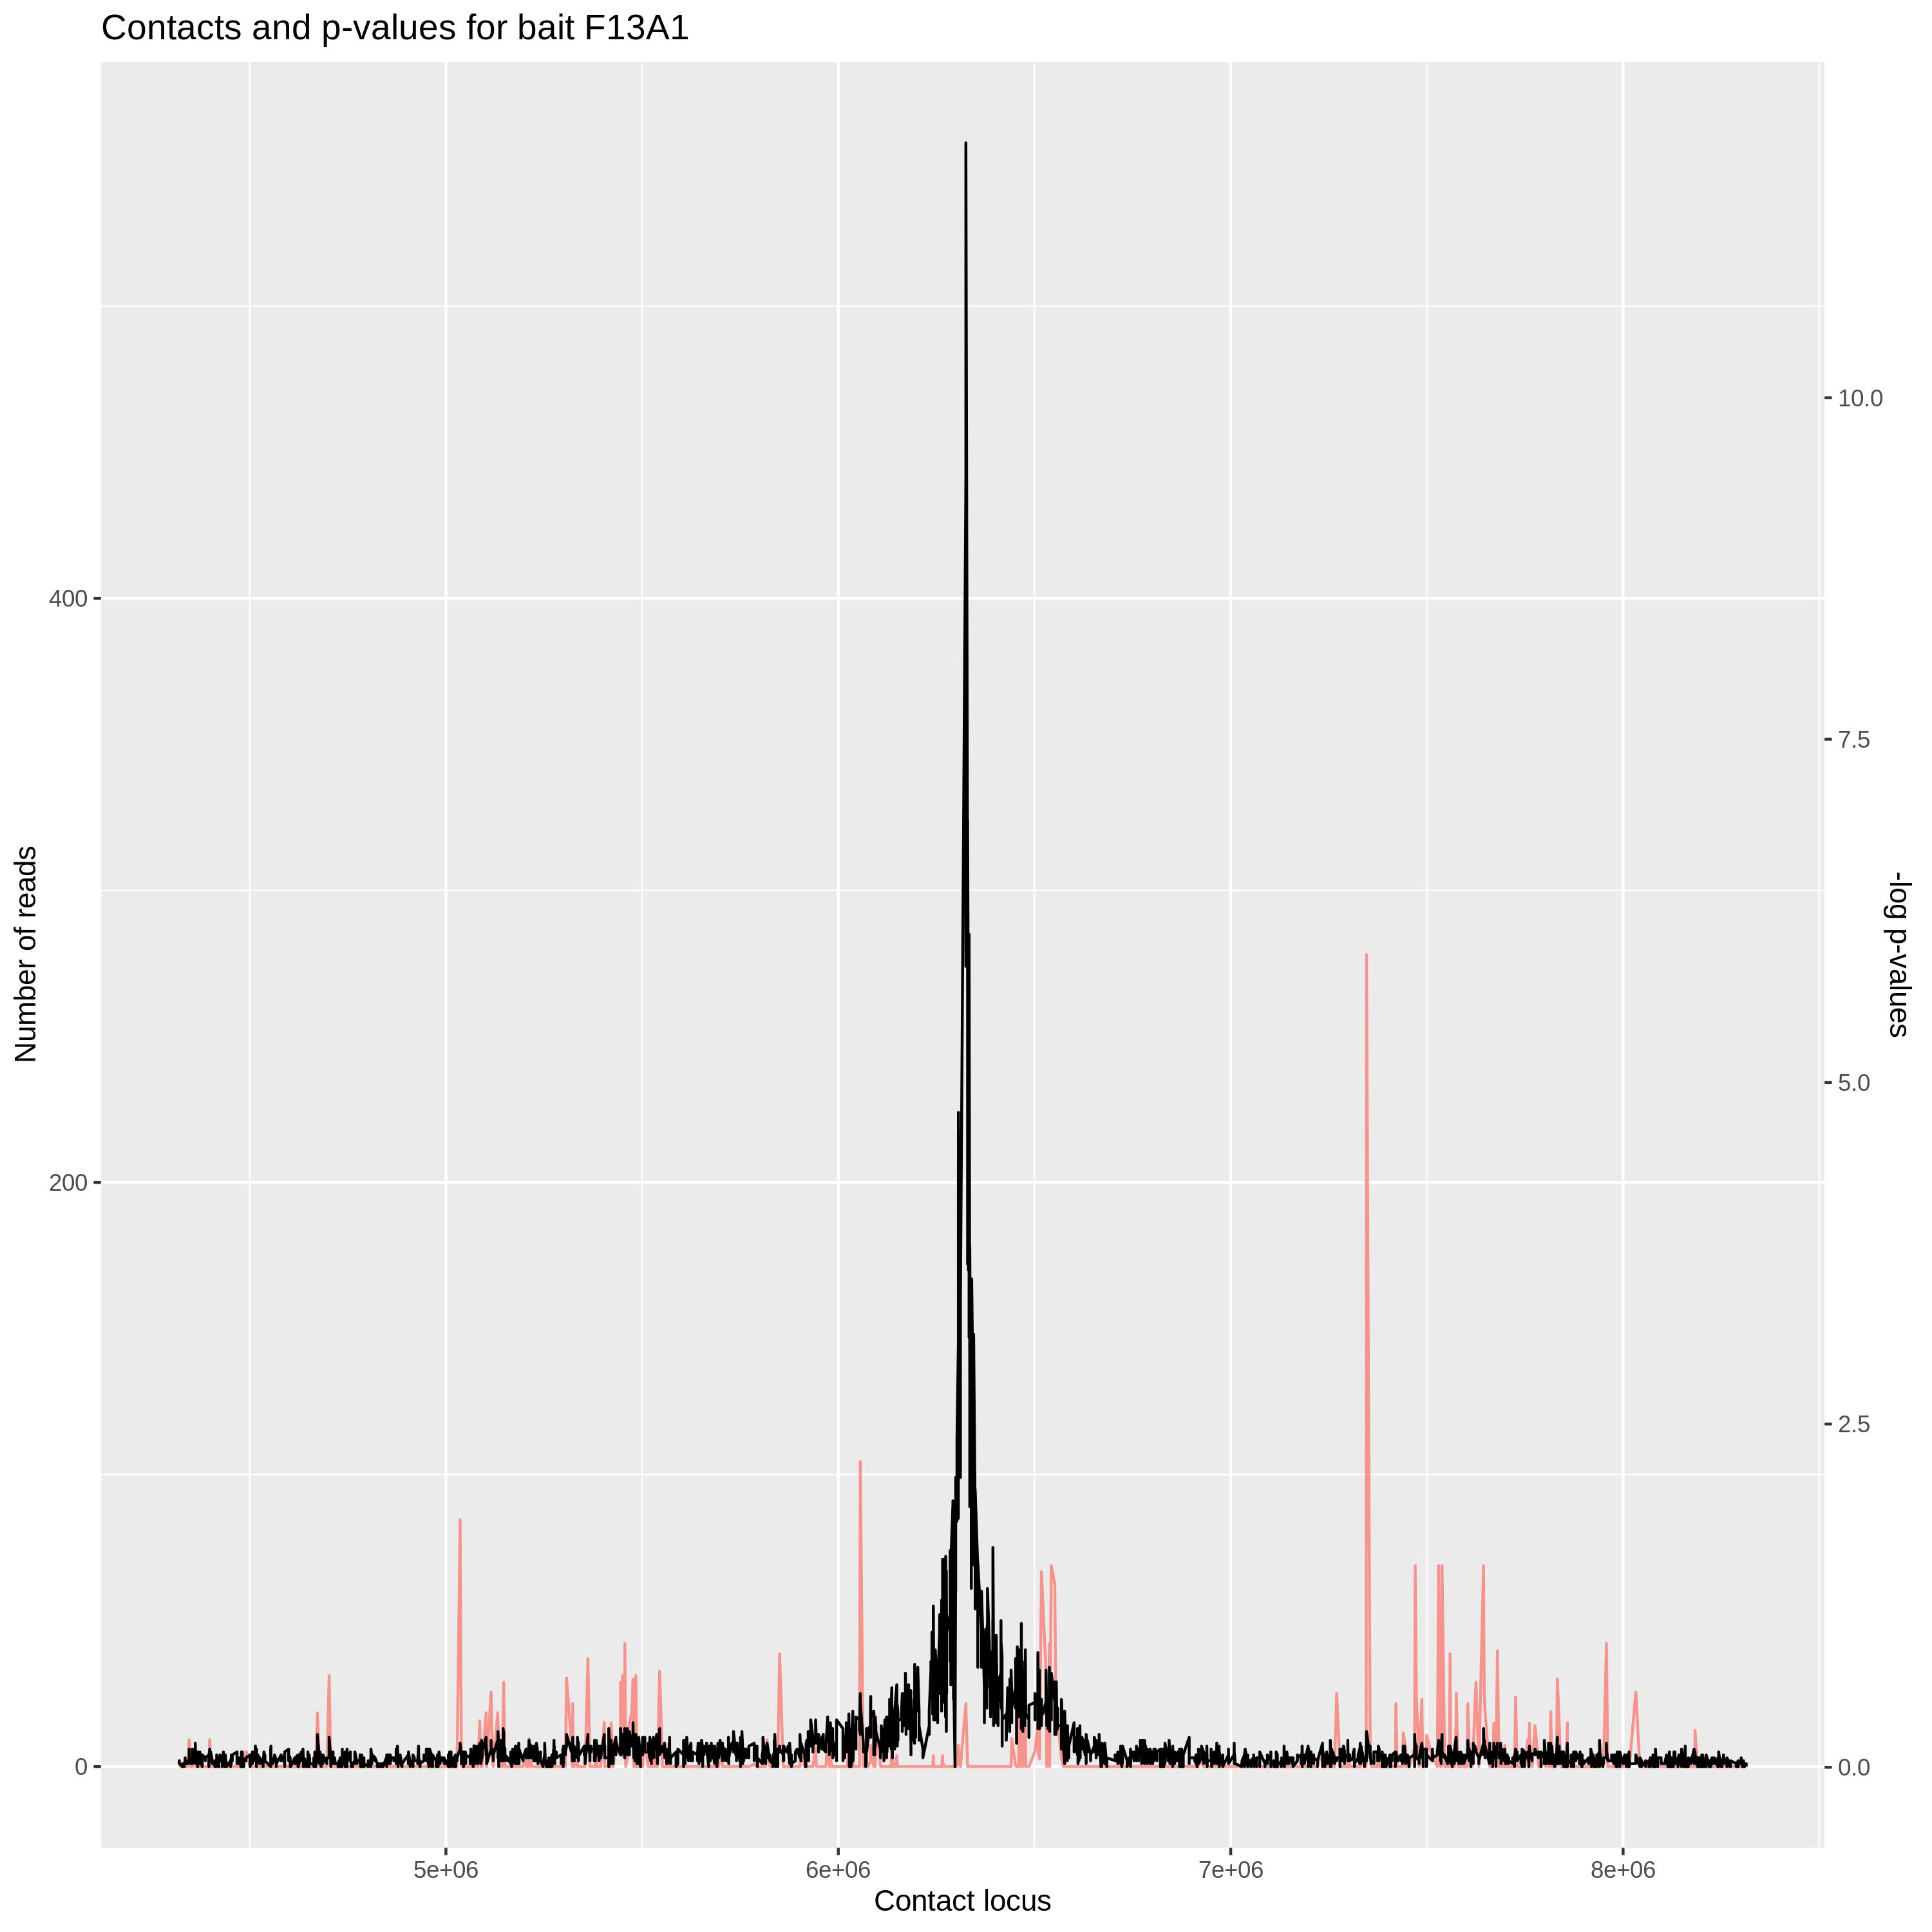 Contacts and p-values for bait F13A1
Number of reads
400
200
0
10.0
7.5
5.0
2.5
0.0
-log p-values
5e+06
6e+06
7e+06
8e+06
Contact locus